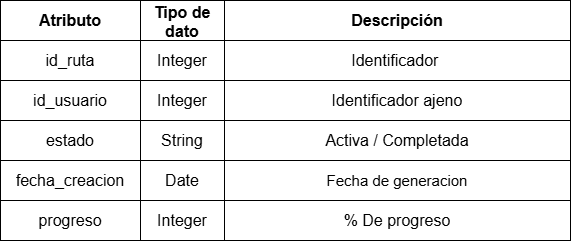 Atributo Tipo de dato Descripción
id_ruta Integer Identificador
id_usuario Integer Identificador ajeno
estado String Activa / Completada
fecha_creacion Date Fecha de generacion
progreso Integer % De progreso